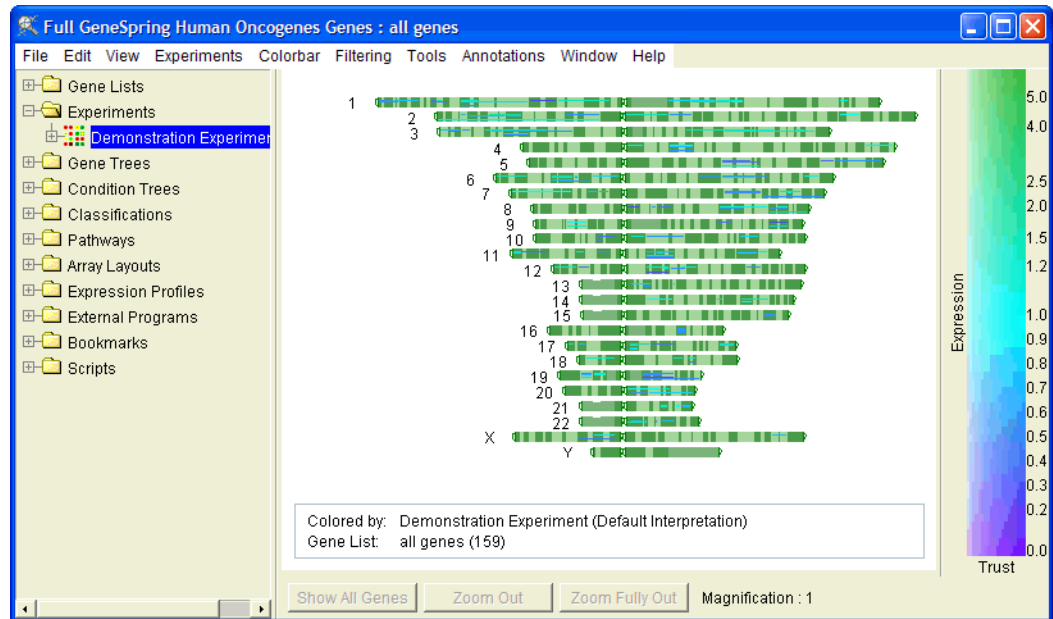 Full GeneSpring Human Oncogenes Genes : all genes
File Edit View Experiments Colorbar Filtering Tools Annotations Window Help
Gene Lists
Experiments
Demonstration Experimer
Gene Trees
Condition Trees
Classifications
Pathways
Array Layouts
Expression Profiles
External Programs
Bookmarks
Scripts
1
2
3
4
5
6
7
8
9
10
11
12
13
14
15
16
17
18
19
20
21
22
X
Y
Colored by: Demonstration Experiment (Default Interpretation)
Gene List: all genes (159)
Show All Genes Zoom Out Zoom Fully Out Magnification : 1
Expression
5.0
4.0
2.5
2.0
1.5
1.2
1.0
0.9
0.8
0.7
0.6
0.5
0.4
0.3
0.2
0.0
Trust